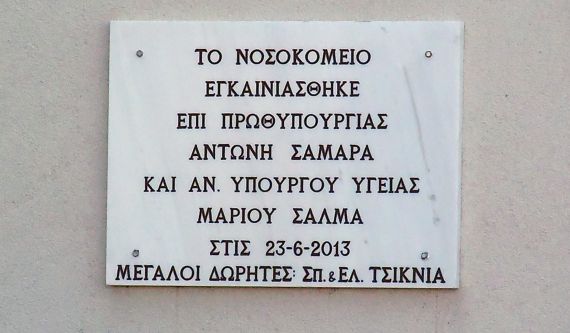 ΤΟ ΝΟΣΟΚΟΜΕΙΟ
ΕΓΚΑΙΝΙΑΣΘΗΚΕ
ΕΠΙ ΠΡΩΘΥΠΟΥΡΓΙΑΣ
ΑΝΤΩΝΗ ΣΑΜΑΡΑ
ΚΑΙ ΑΝ. ΥΠΟΥΡΓΟΥ ΥΓΕΙΑΣ
ΜΑΡΙΟΥ ΣΑΛΜΑ
ΣΤΙΣ 23-6-2013
ΜΕΓΑΛΟΙ ΔΩΡΗΤΕΣ: ΣΠ. & ΕΛ. ΤΣΙΚΝΙΑ